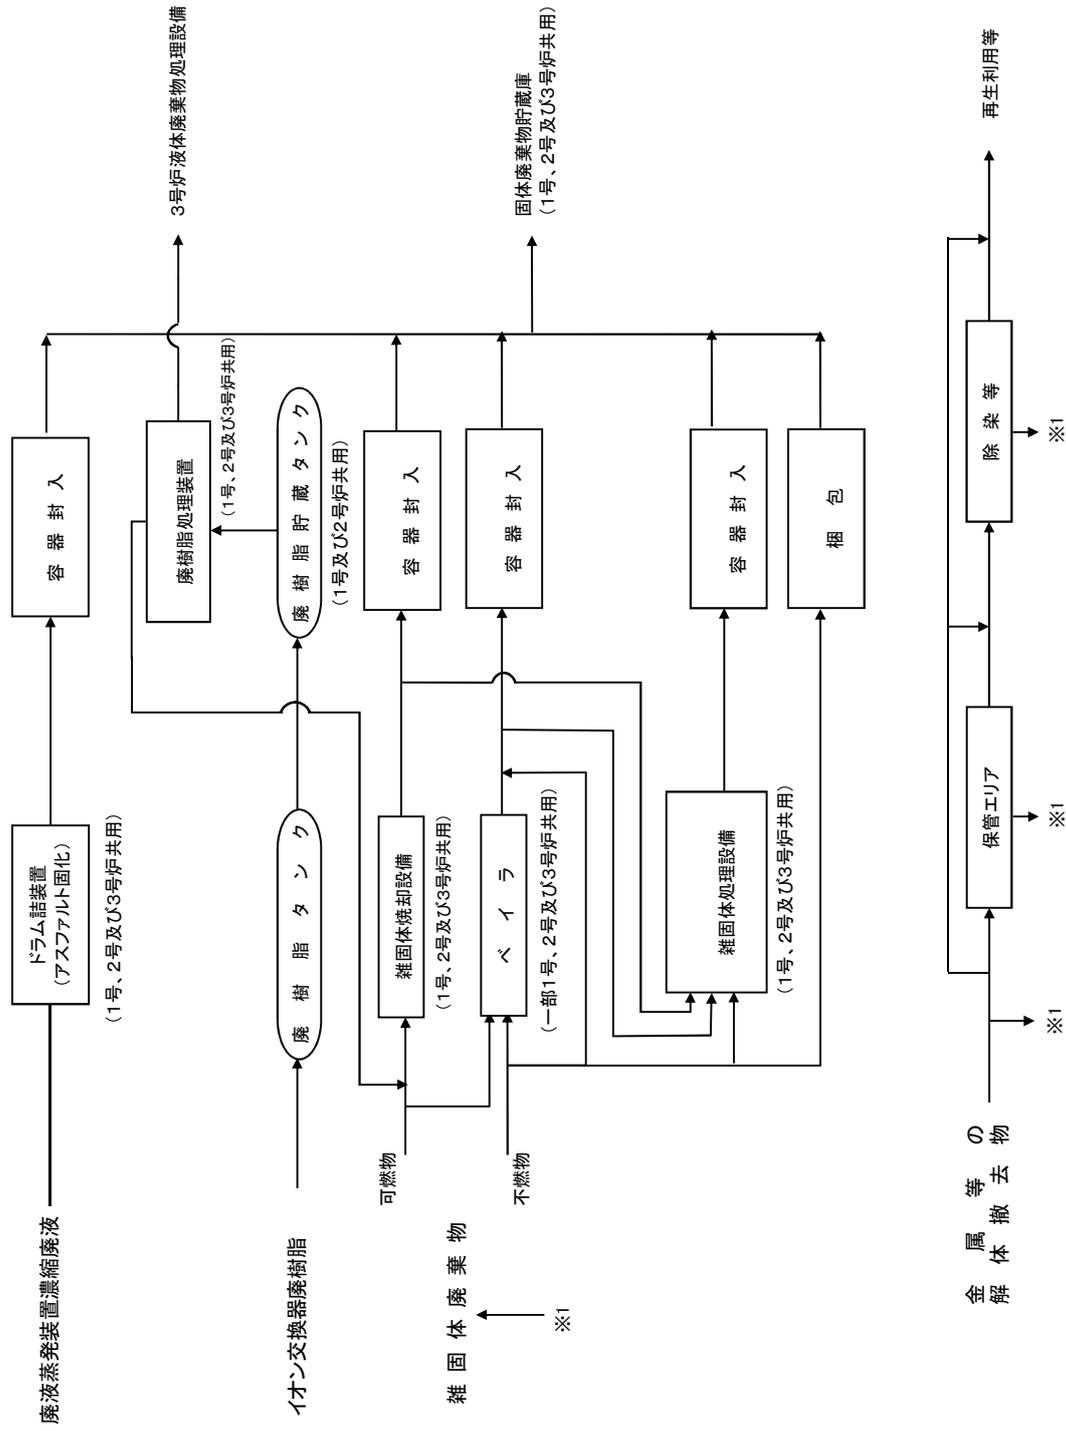 廃液蒸発装置濃縮廃液
ドラム詰装置
（アスファルト固化）
（1号、2号及び3号炉共用）
容器封入
3号炉液体廃棄物処理設備
廃樹脂処理装置
（1号、2号及び3号炉共用）
イオン交換器廃樹脂
廃樹脂タンク
廃樹脂貯蔵タンク
（1号及び2号炉共用）
雑固体廃棄物
※1
可燃物
不燃物
雑固体焼却設備
（1号、2号及び3号炉共用）
容器封入
ベイラ
（一部1号、2号及び3号炉共用）
容器封入
固体廃棄物貯蔵庫
（1号、2号及び3号炉共用）
雑固体処理設備
（1号、2号及び3号炉共用）
容器封入
梱包
金属等の
解体撤去物
※1
保管エリア
※1
除染等
※1
再生利用等